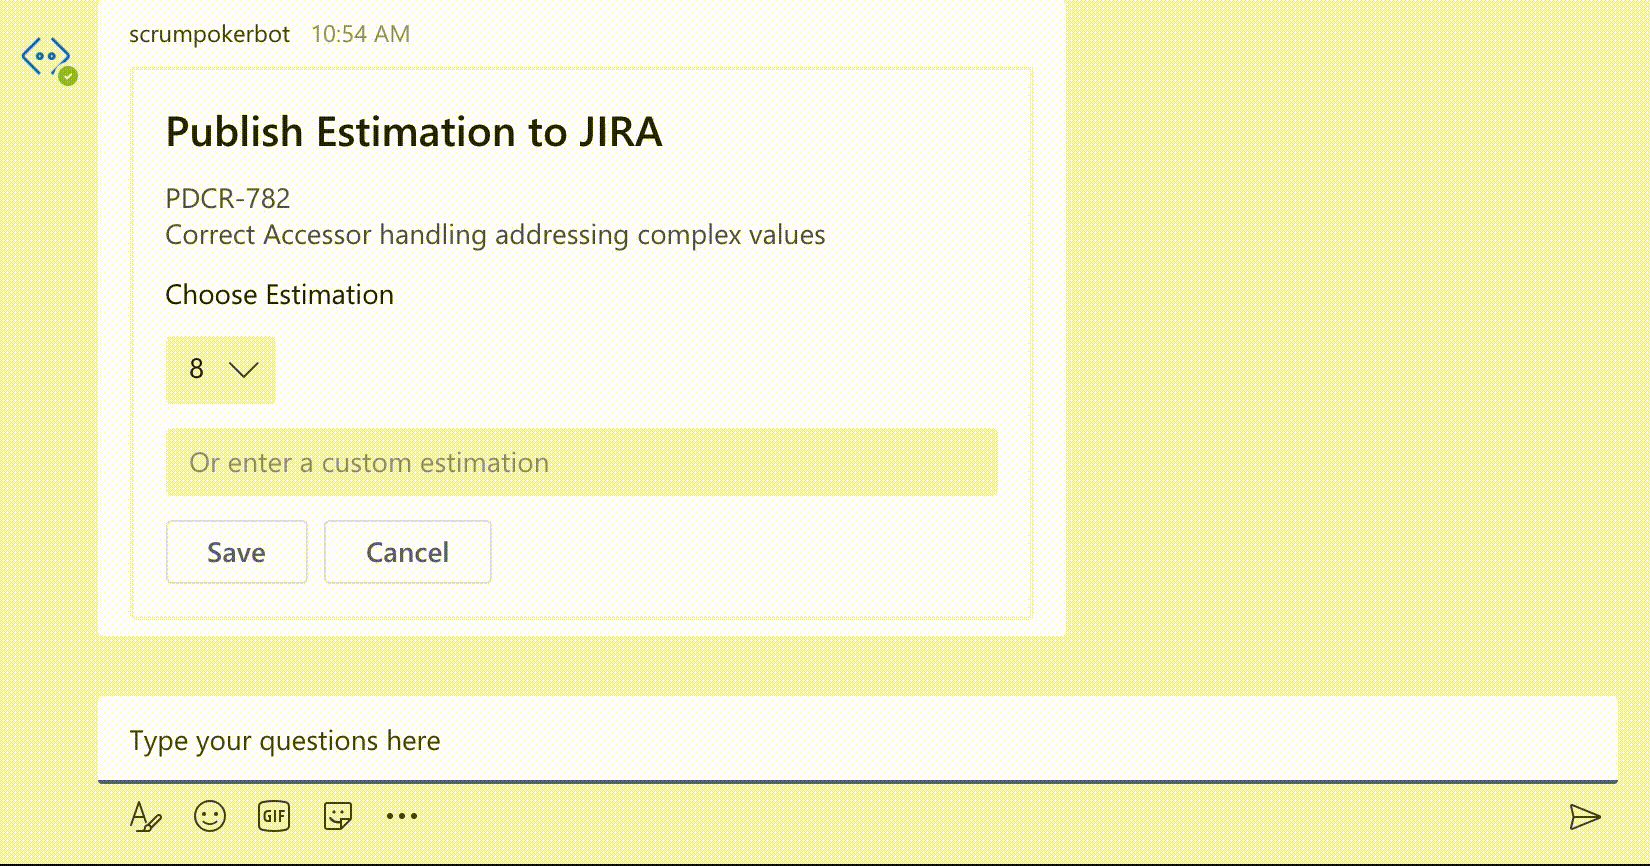 scrumpokerbot 10:54 AM
Publish Estimation to JIRA
PDCR-782
Correct Accessor handling addressing complex values
Choose Estimation
8
Or enter a custom estimation
Save Cancel
Type your questions here
GIF